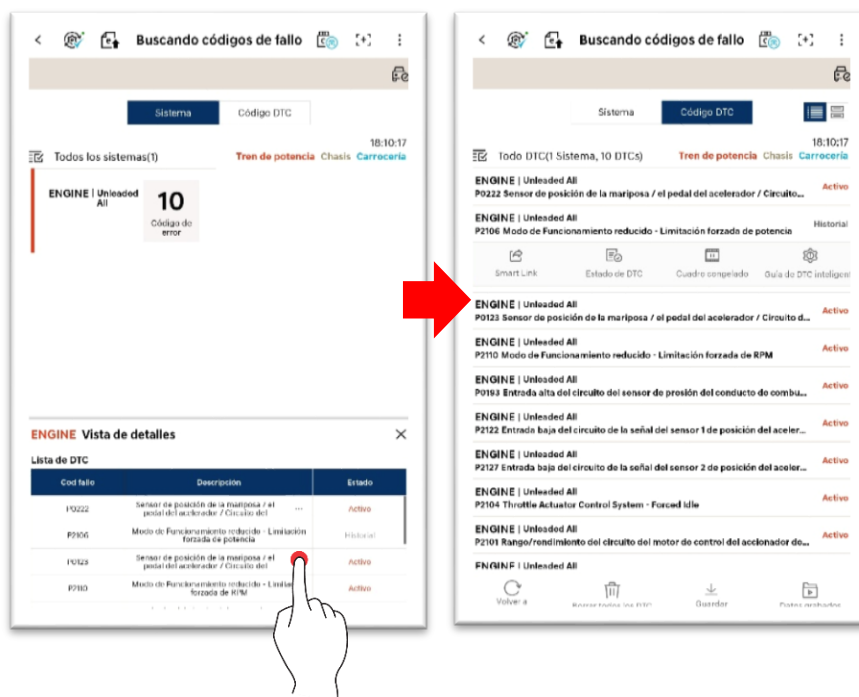 Buscando códigos de fallo
Sistema
Código DTC
18:10:17
Todos los sistemas(1)
Tren de potencia Chasis Carrocería
ENGINE | Unleaded All
10
Código de error
ENGINE Vista de detalles
Lista de DTC
Cod fallo Descripción Estado
P0222 Sensor de posición de la mariposa / el pedal del acelerador / Circuito del ... Activo
P2106 Modo de Funcionamiento reducido - Limitación forzada de potencia Historial
P0123 Sensor de posición de la mariposa / el pedal del acelerador / Circuito del Activo
P2110 Modo de Funcionamiento reducido - forzada de RPM Activo
Buscando códigos de fallo
Sistema
Código DTC
18:10:17
Todo DTC(1 Sistema, 10 DTCs)
Tren de potencia Chasis Carrocería
ENGINE | Unleaded All
P0222 Sensor de posición de la mariposa / el pedal del acelerador / Circuito... Activo
ENGINE | Unleaded All
P2106 Modo de Funcionamiento reducido - Limitación forzada de potencia Historial
Smart Link
Estado de DTC
Cuadro congelado
Guía de DTC inteligent
ENGINE | Unleaded All
P0123 Sensor de posición de la mariposa / el pedal del acelerador / Circuito d... Activo
ENGINE | Unleaded All
P2110 Modo de Funcionamiento reducido - Limitación forzada de RPM Activo
ENGINE | Unleaded All
P0193 Entrada alta del circuito del sensor de presión del conducto de combu... Activo
ENGINE | Unleaded All
P2122 Entrada baja del circuito de la señal del sensor 1 de posición del aceler... Activo
ENGINE | Unleaded All
P2127 Entrada baja del circuito de la señal del sensor 2 de posición del aceler... Activo
ENGINE | Unleaded All
P2104 Throttle Actuator Control System - Forced Idle Activo
ENGINE | Unleaded All
P2101 Rango/rendimiento del circuito del motor de control del accionador de... Activo
ENGINE | Unleaded All
Volver a
Borrar todos los DTC
Guardar
Datos grabados